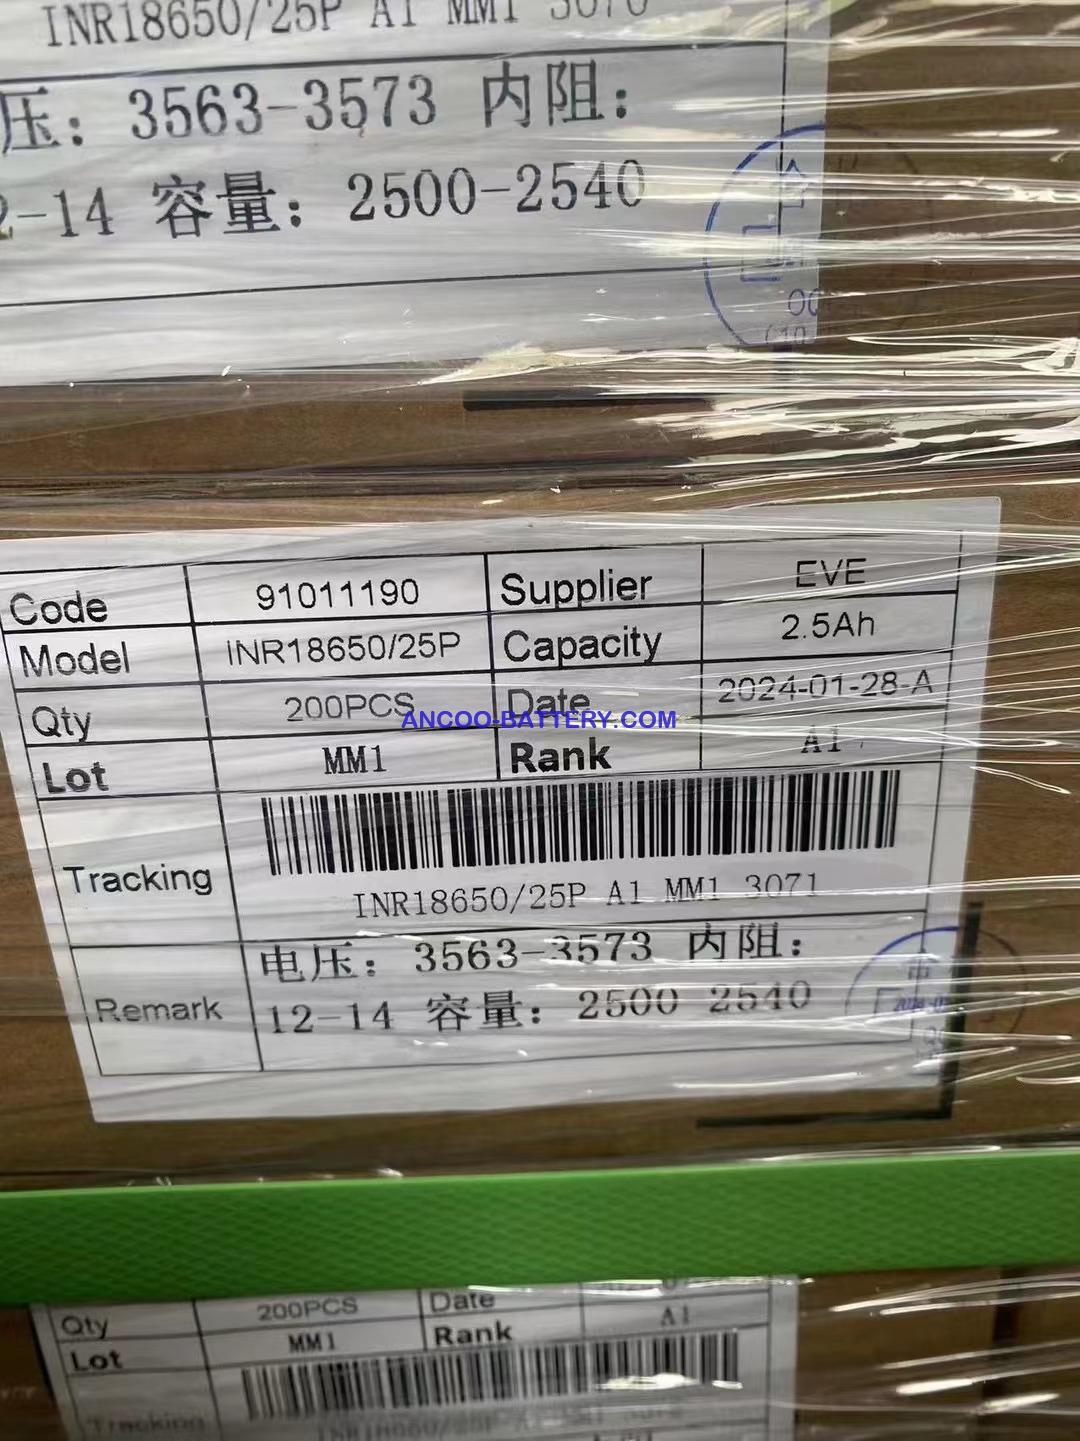 INR18650/25P A1 MM1 3070
压: 3563-3573 内阻:
2-14 容量: 2500-2540
Code 91011190 Supplier EVE
Model INR18650/25P Capacity 2.5Ah
Qty 200PCS Date 2024-01-28-A
ANCOO-BATTERY.COM
Lot MM1 Rank A1
Tracking
INR18650/25P A1 MM1 3071
Remark 电压: 3563-3573 内阻:
12-14 容量: 2500 2540
Qty 200PCS Date
Lot MM1 Rank A1
Tracking